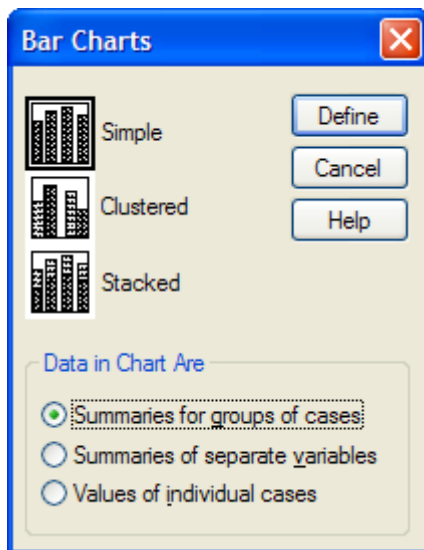 Bar Charts
Simple
Define
Cancel
Clustered
Help
Stacked
Data in Chart Are
Summaries for groups of cases
Summaries of separate variables
Values of individual cases